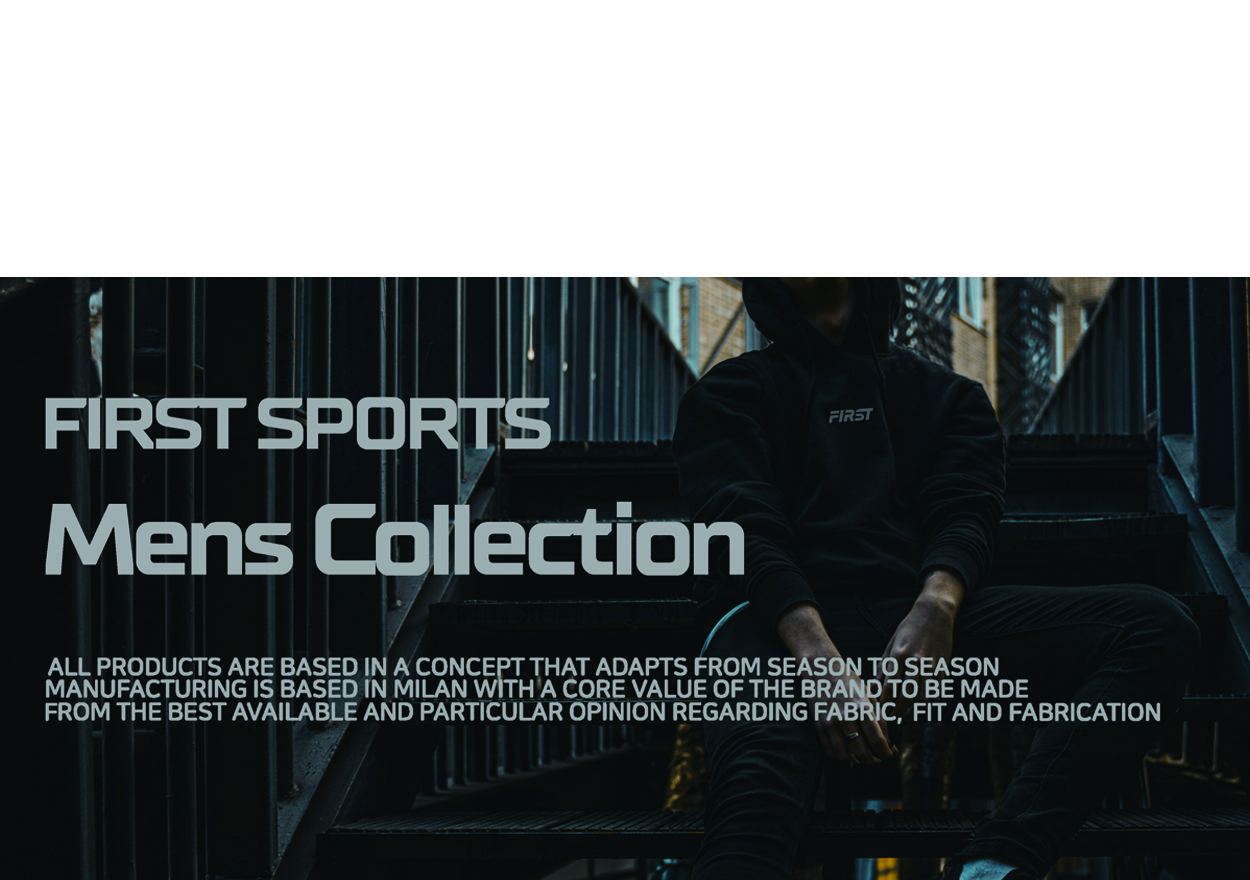 FIRST SPORTS
FIRST
Mens Collection
ALL PRODUCTS ARE BASED IN A CONCEPT THAT ADAPTS FROM SEASON TO SEASON
MANUFACTURING IS BASED IN MILAN WITH A CORE VALUE OF THE BRAND TO BE MADE
FROM THE BEST AVAILABLE AND PARTICULAR OPINION REGARDING FABRIC, FIT AND FABRICATION